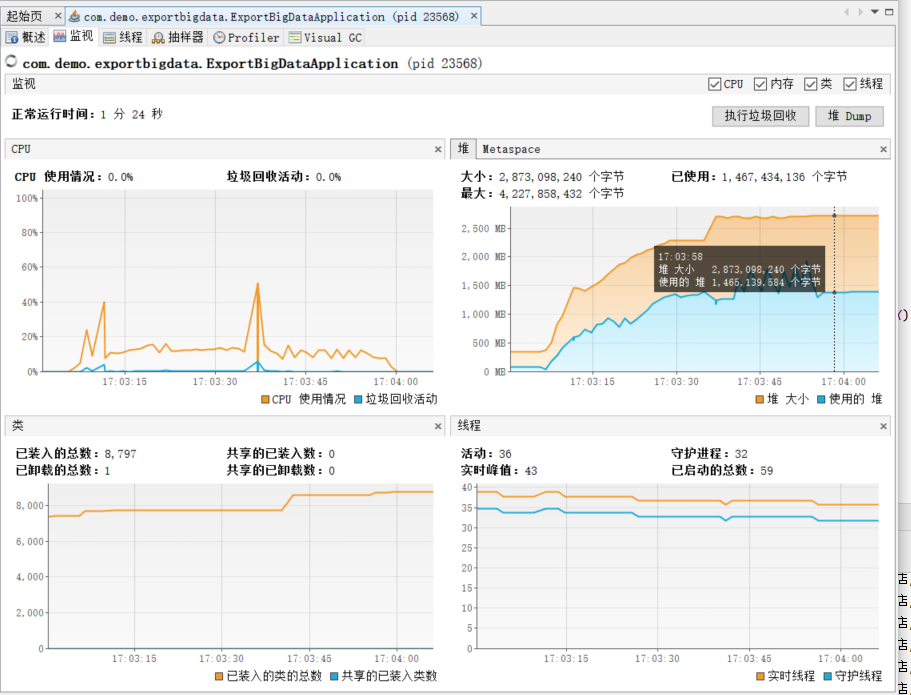 起始页 × com.demo.exportbigdata.ExportBigDataApplication (pid 23568) ×
概述 监视 线程 抽样器 Profiler Visual GC
com.demo.exportbigdata.ExportBigDataApplication (pid 23568)
监视 CPU 内存 类 线程
正常运行时间: 1 分 24 秒 执行垃圾回收 堆 Dump
CPU ×
CPU 使用情况: 0.0% 垃圾回收活动: 0.0%
100%
80%
60%
40%
20%
0%
17:03:15 17:03:30 17:03:45 17:04:00
CPU 使用情况 垃圾回收活动
堆 Metaspace ×
大小: 2,873,098,240 个字节 已使用: 1,467,434,136 个字节
最大: 4,227,858,432 个字节
2,500 MB
2,000 MB
1,500 MB
1,000 MB
500 MB
0 MB
17:03:58
堆 大小 2,873,098,240 个字节
使用的 堆 1,465,139,584 个字节
17:03:15 17:03:30 17:03:45 17:04:00
堆 大小 使用的 堆
类 ×
已装入的总数: 8,797 共享的已装入数: 0
已卸载的总数: 1 共享的已卸载数: 0
8,000
6,000
4,000
2,000
0
17:03:15 17:03:30 17:03:45 17:04:00
已装入的类的总数 共享的已装入类数
线程 ×
活动: 36 守护进程: 32
实时峰值: 43 已启动的总数: 59
40
35
30
25
20
15
10
5
0
17:03:15 17:03:30 17:03:45 17:04:00
实时线程 守护线程
()
店,
店,
店,
店,
店,
店,